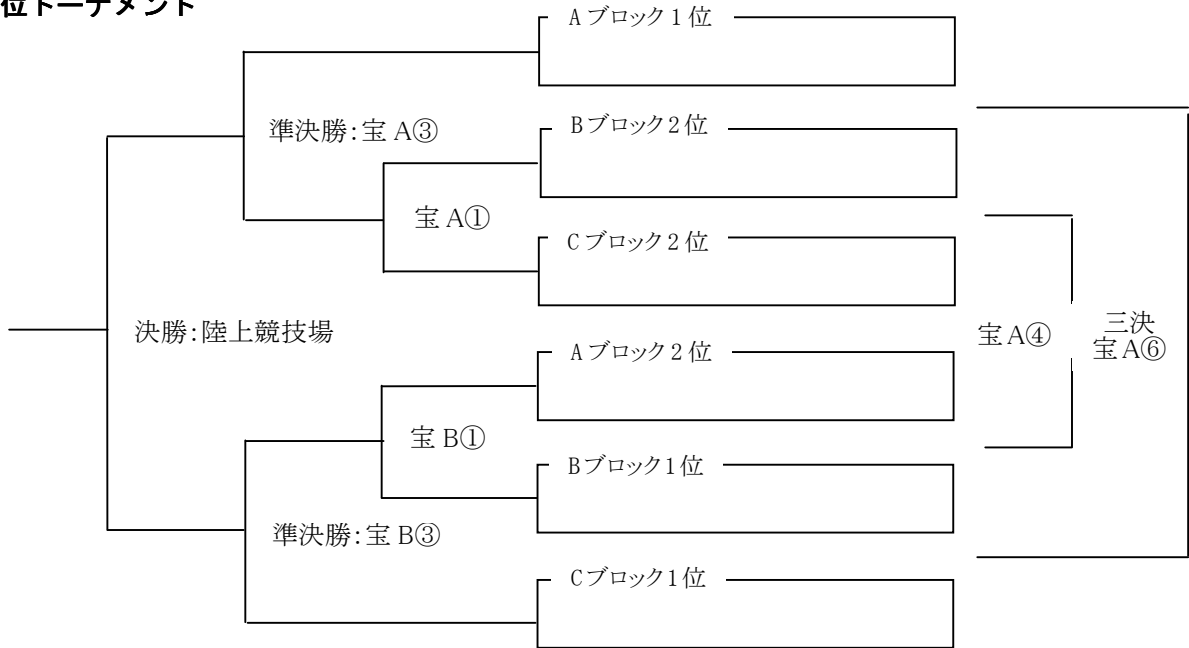 位トーナメント
Aブロック1位
準決勝:宝A③
Bブロック2位
宝A①
Cブロック2位
決勝:陸上競技場
Aブロック2位
宝A④
三決
宝A⑥
宝B①
Bブロック1位
準決勝:宝B③
Cブロック1位